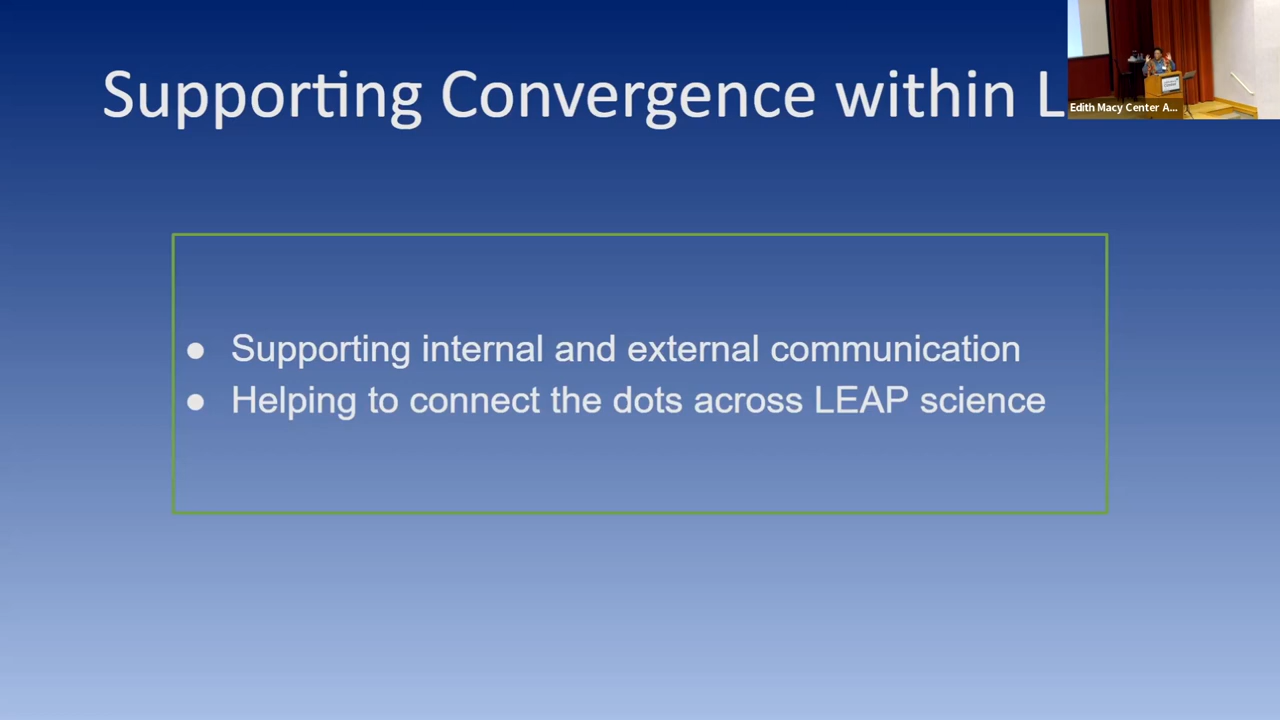 Supporting Convergence within L
Edith Macy Center A...
● Supporting internal and external communication
● Helping to connect the dots across LEAP science